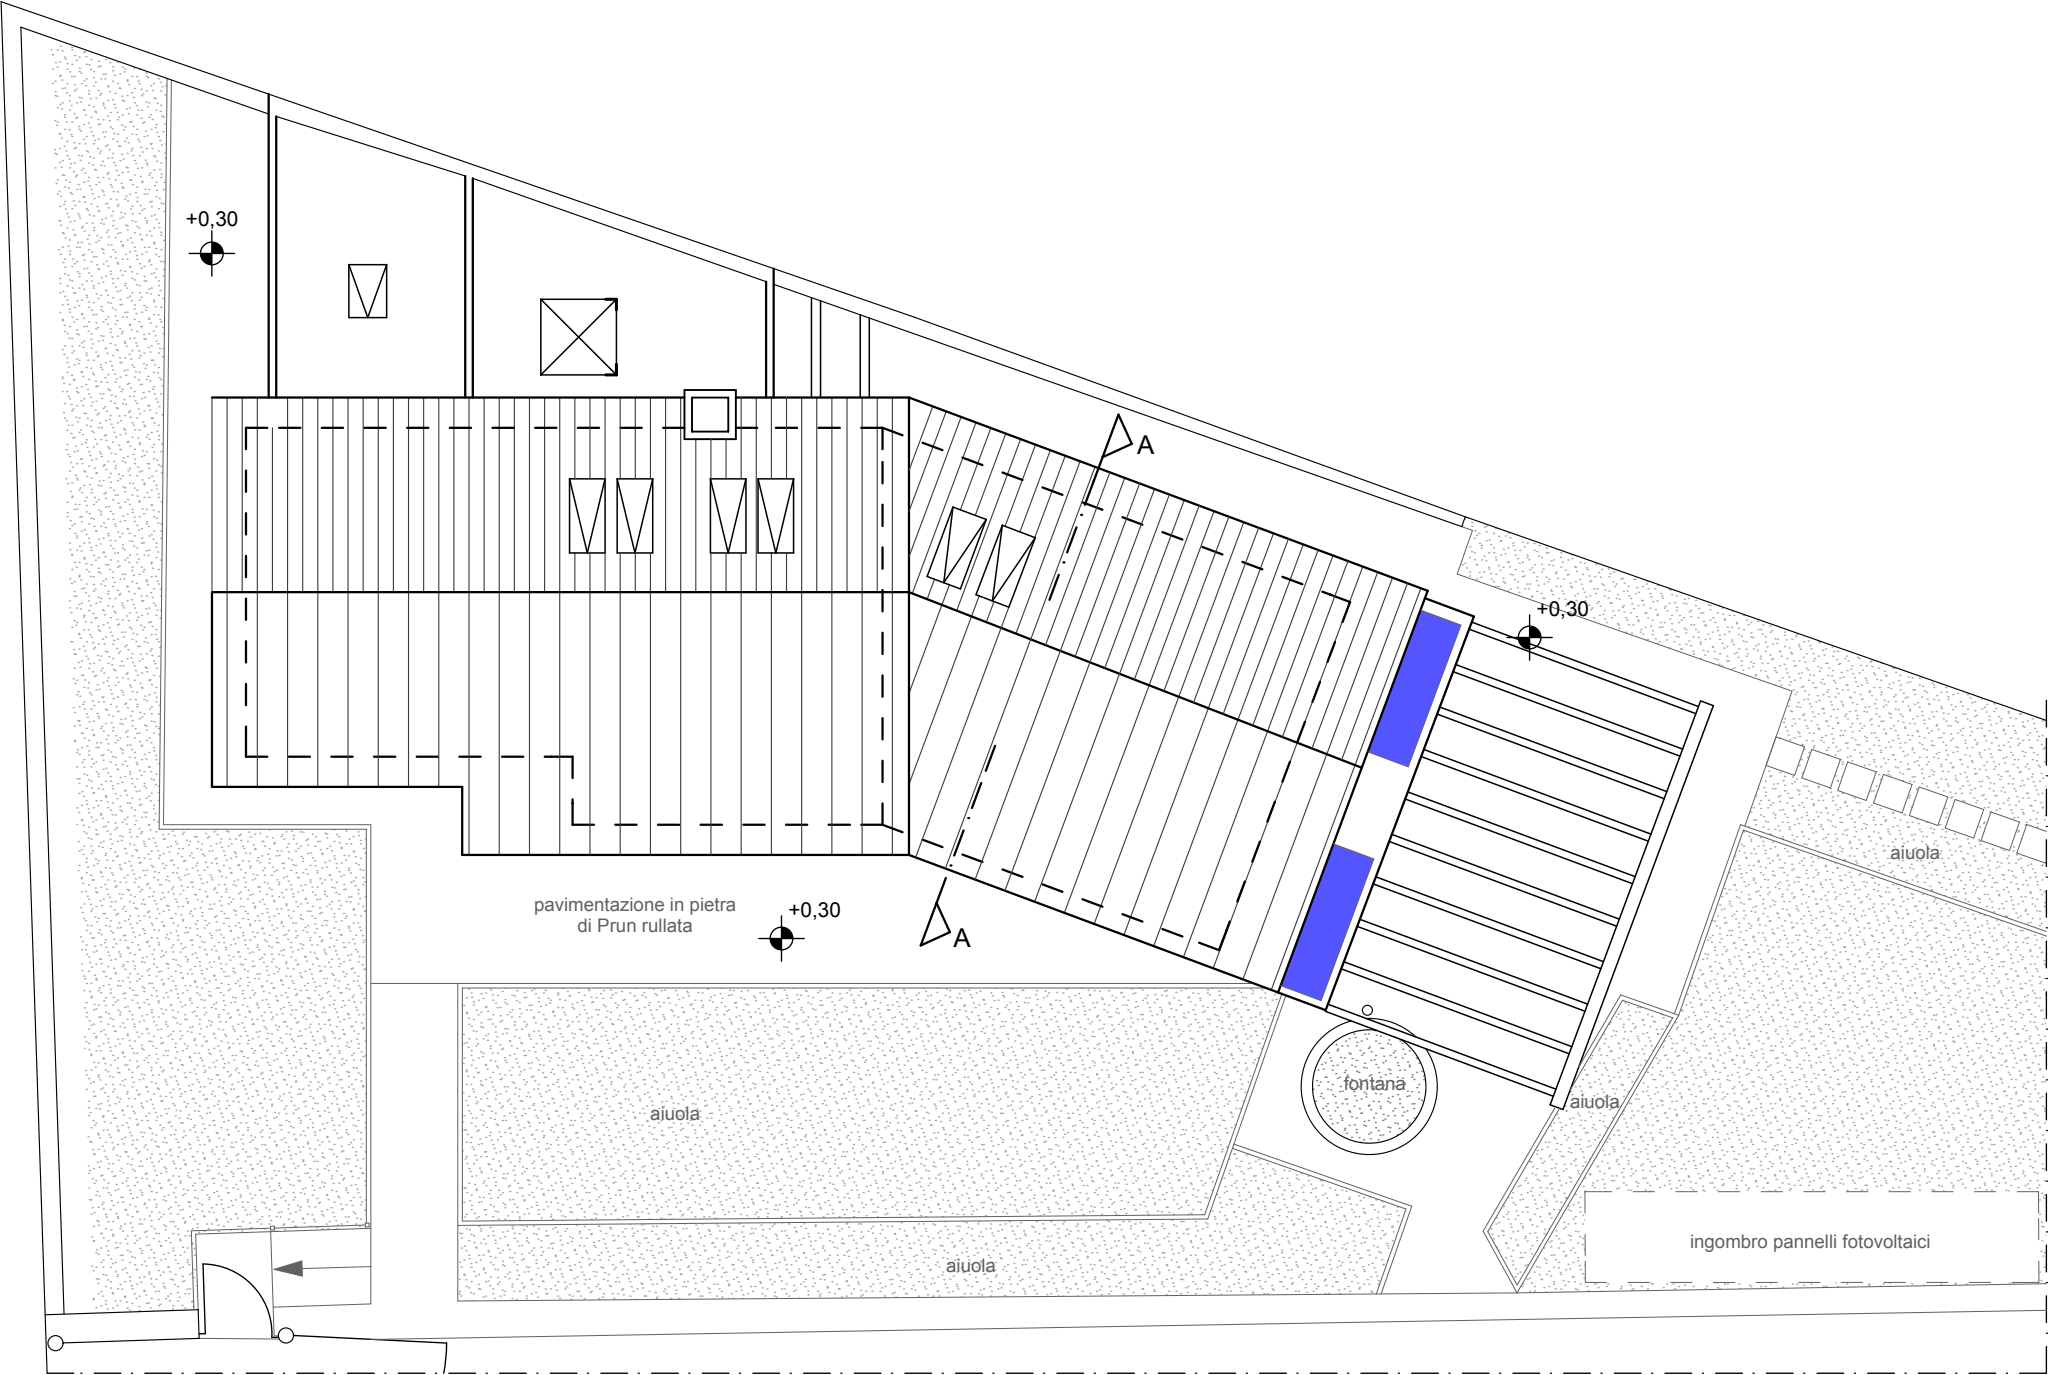 +0,30
A
+0,30
aiuola
pavimentazione in pietra
di Prun rullata
+0,30
A
fontana
aiuola
aiuola
ingombro pannelli fotovoltaici
aiuola